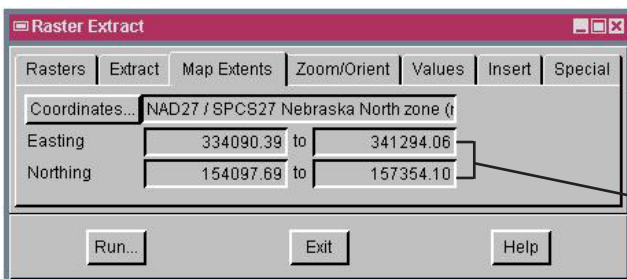 Raster Extract
Rasters Extract Map Extents Zoom/Orient Values Insert Special
Coordinates... NAD27 / SPCS27 Nebraska North zone (r
Easting 334090.39 to 341294.06
Northing 154097.69 to 157354.10
Run... Exit Help